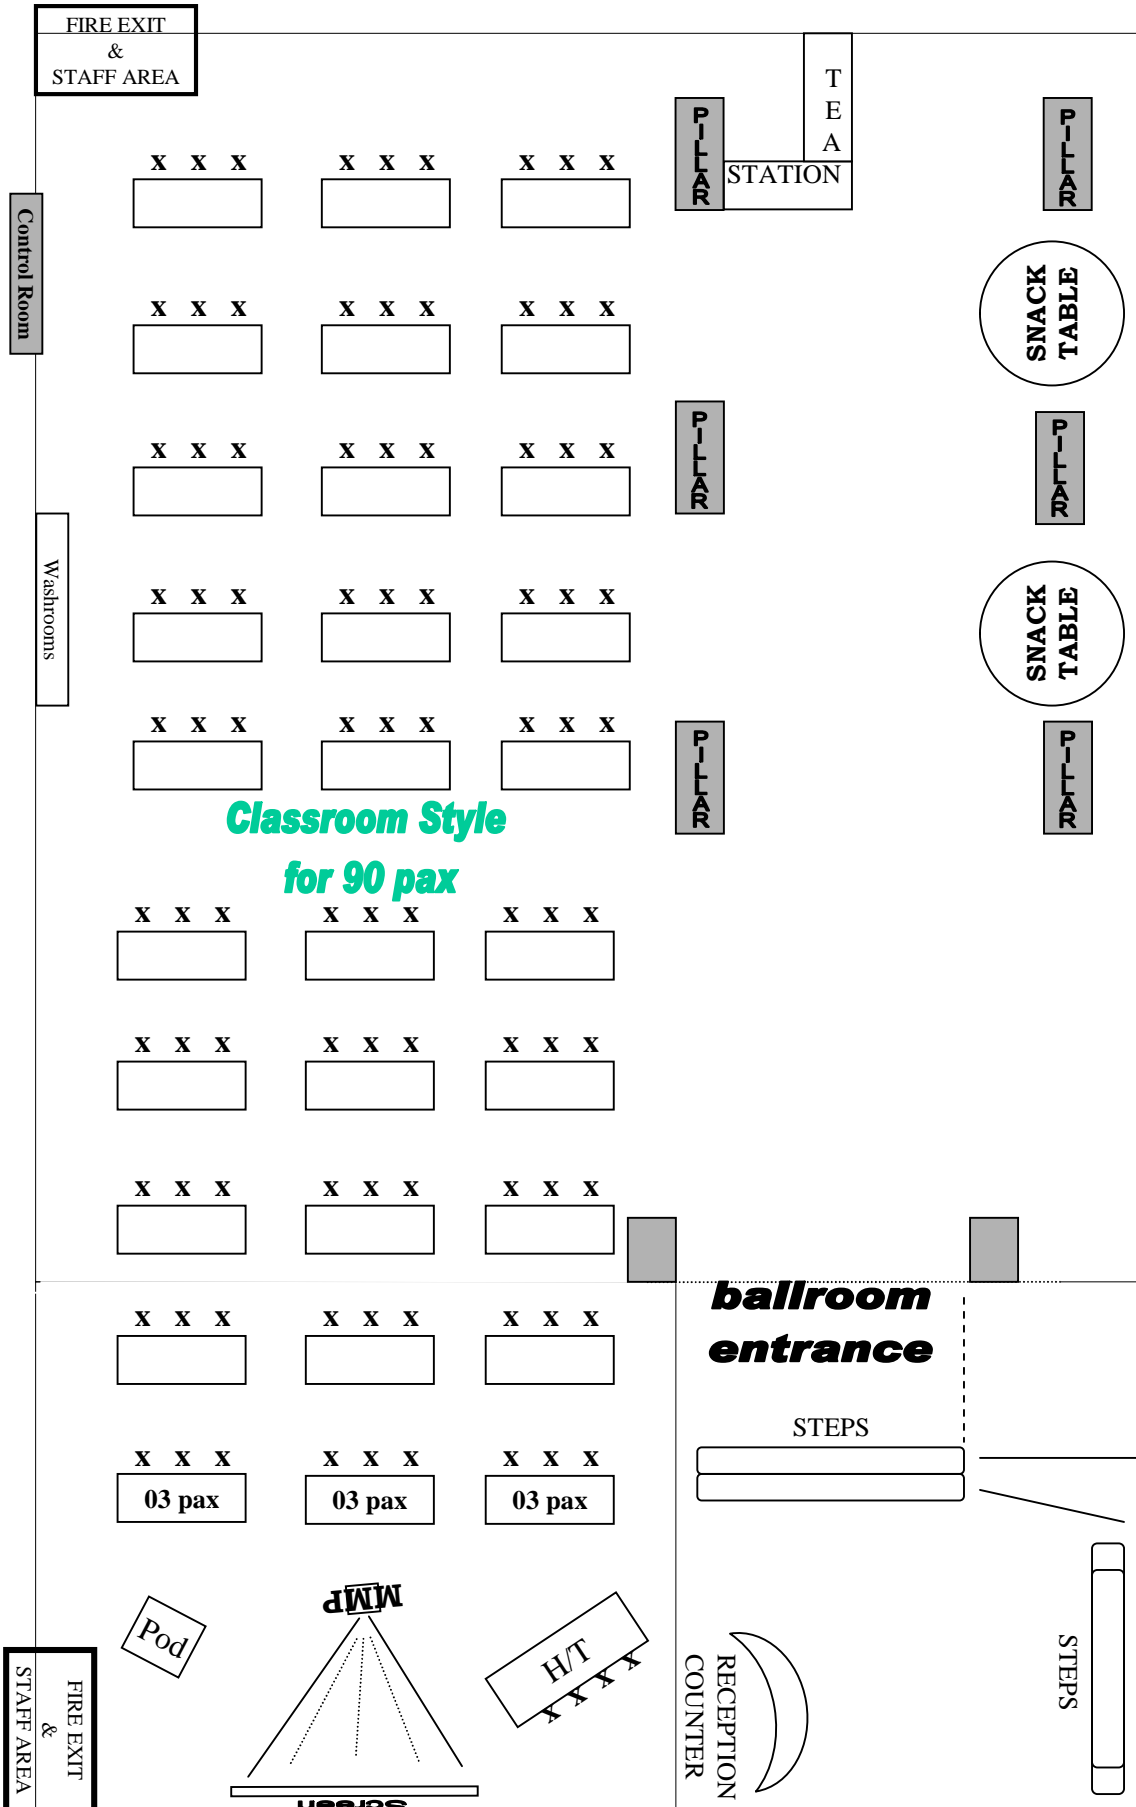 FIRE EXIT
&
STAFF AREA
TEA
STATION
PILLAR
PILLAR
x x x x x x x x x
Control Room
SNACK
TABLE
x x x x x x x x x
PILLAR
PILLAR
x x x x x x x x x
Washrooms
SNACK
TABLE
x x x x x x x x x
PILLAR
PILLAR
x x x x x x x x x
Classroom Style
for 90 pax
x x x x x x x x x
x x x x x x x x x
x x x x x x x x x
ballroom
entrance
x x x x x x x x x
STEPS
x x x x x x x x x
03 pax 03 pax 03 pax
MMP
Pod
H/T
x x x x
RECEPTION
COUNTER
STEPS
FIRE EXIT
&
STAFF AREA
Screen